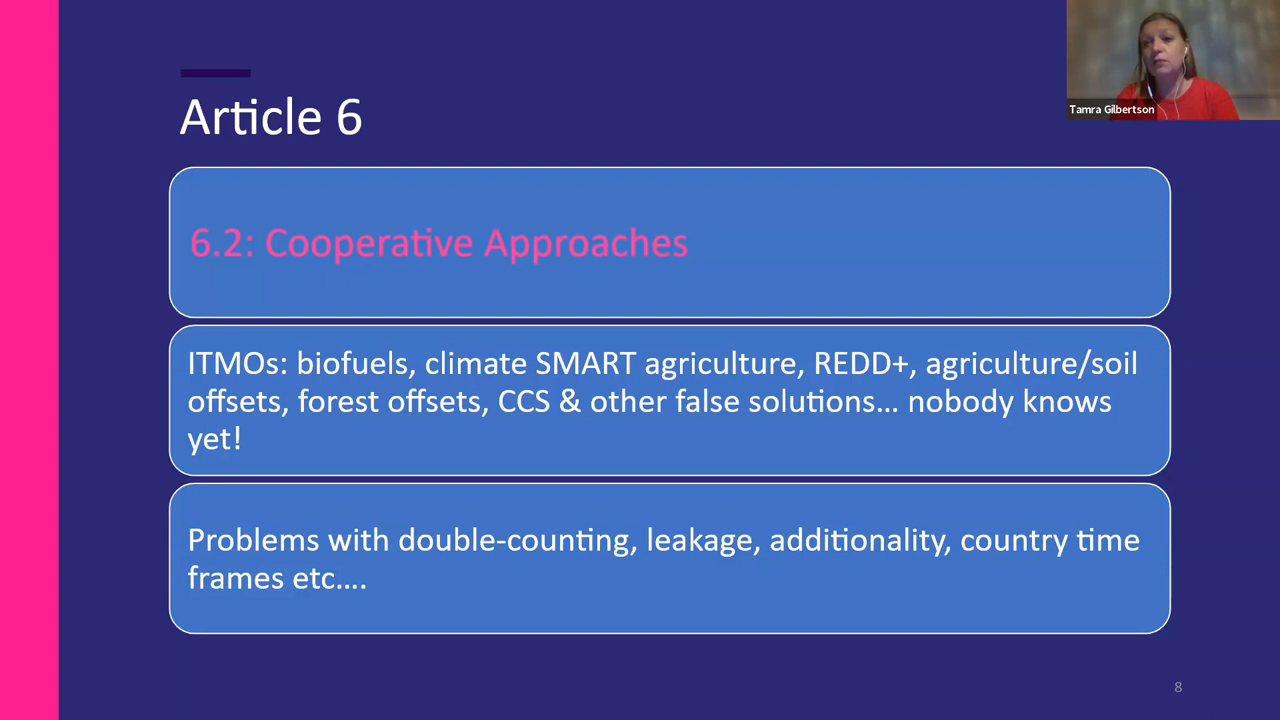 Tamra Gilbertson
Article 6
6.2: Cooperative Approaches
ITMOs: biofuels, climate SMART agriculture, REDD+, agriculture/soil
offsets, forest offsets, CCS & other false solutions... nobody knows
yet!
Problems with double-counting, leakage, additionality, country time
frames etc....
8